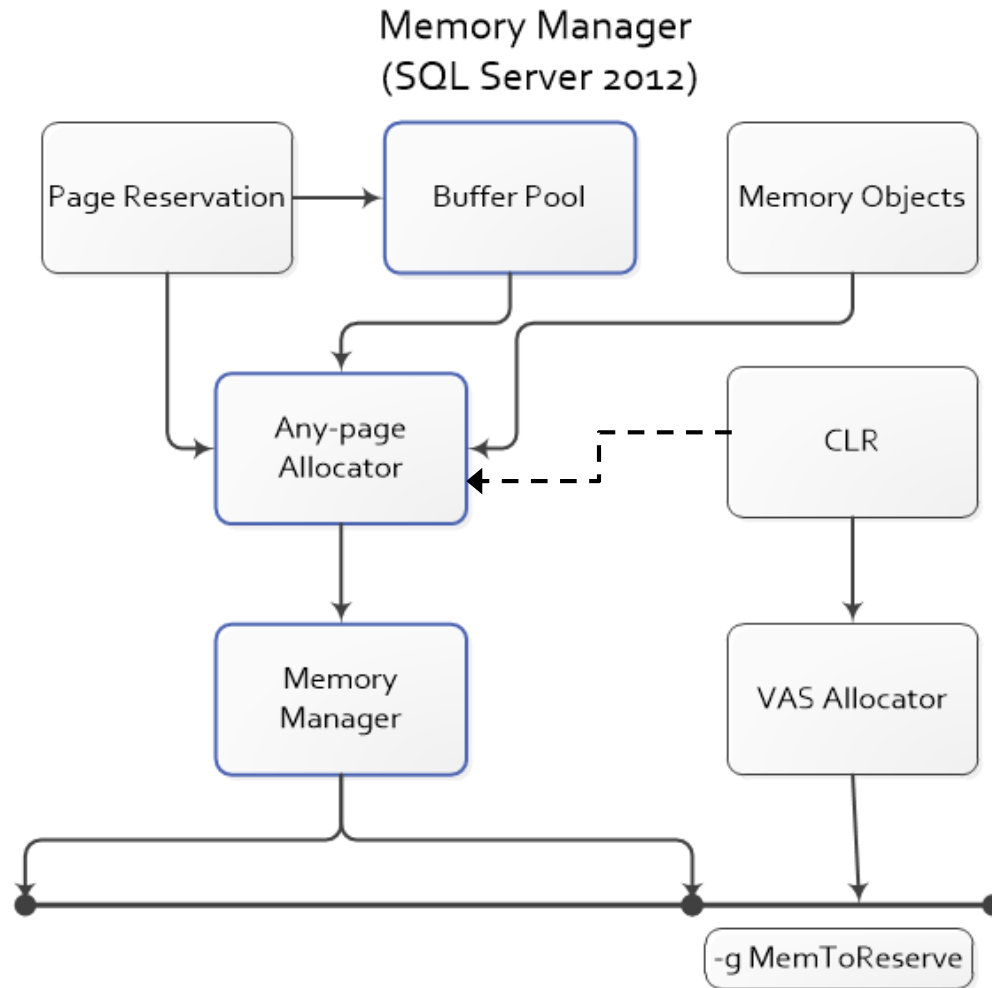 Memory Manager
(SQL Server 2012)
Page Reservation
Buffer Pool
Memory Objects
Any-page
Allocator
CLR
Memory
Manager
VAS Allocator
-g MemToReserve